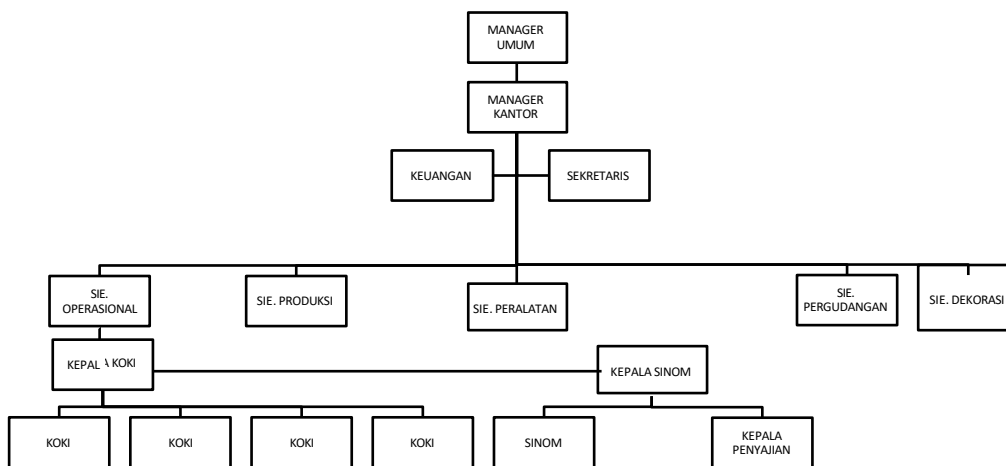 MANAGER
UMUM
MANAGER
KANTOR
KEUANGAN
SEKRETARIS
SIE.
OPERASIONAL
SIE. PRODUKSI
SIE. PERALATAN
SIE.
PERGUDANGAN
SIE. DEKORASI
KEPALA KOKI
KEPALA SINOM
KOKI
KOKI
KOKI
KOKI
SINOM
KEPALA
PENYAJIAN